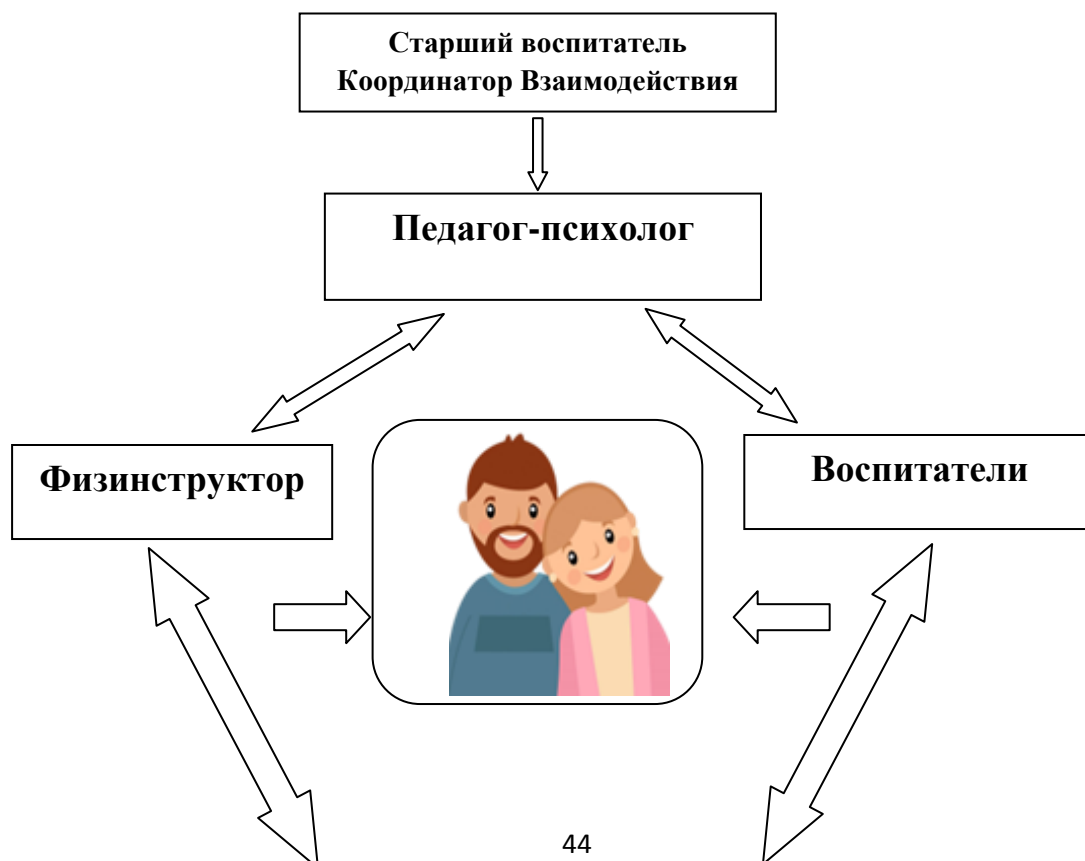 Старший воспитатель
Координатор Взаимодействия
Педагог-психолог
Физинструктор
Воспитатели
44